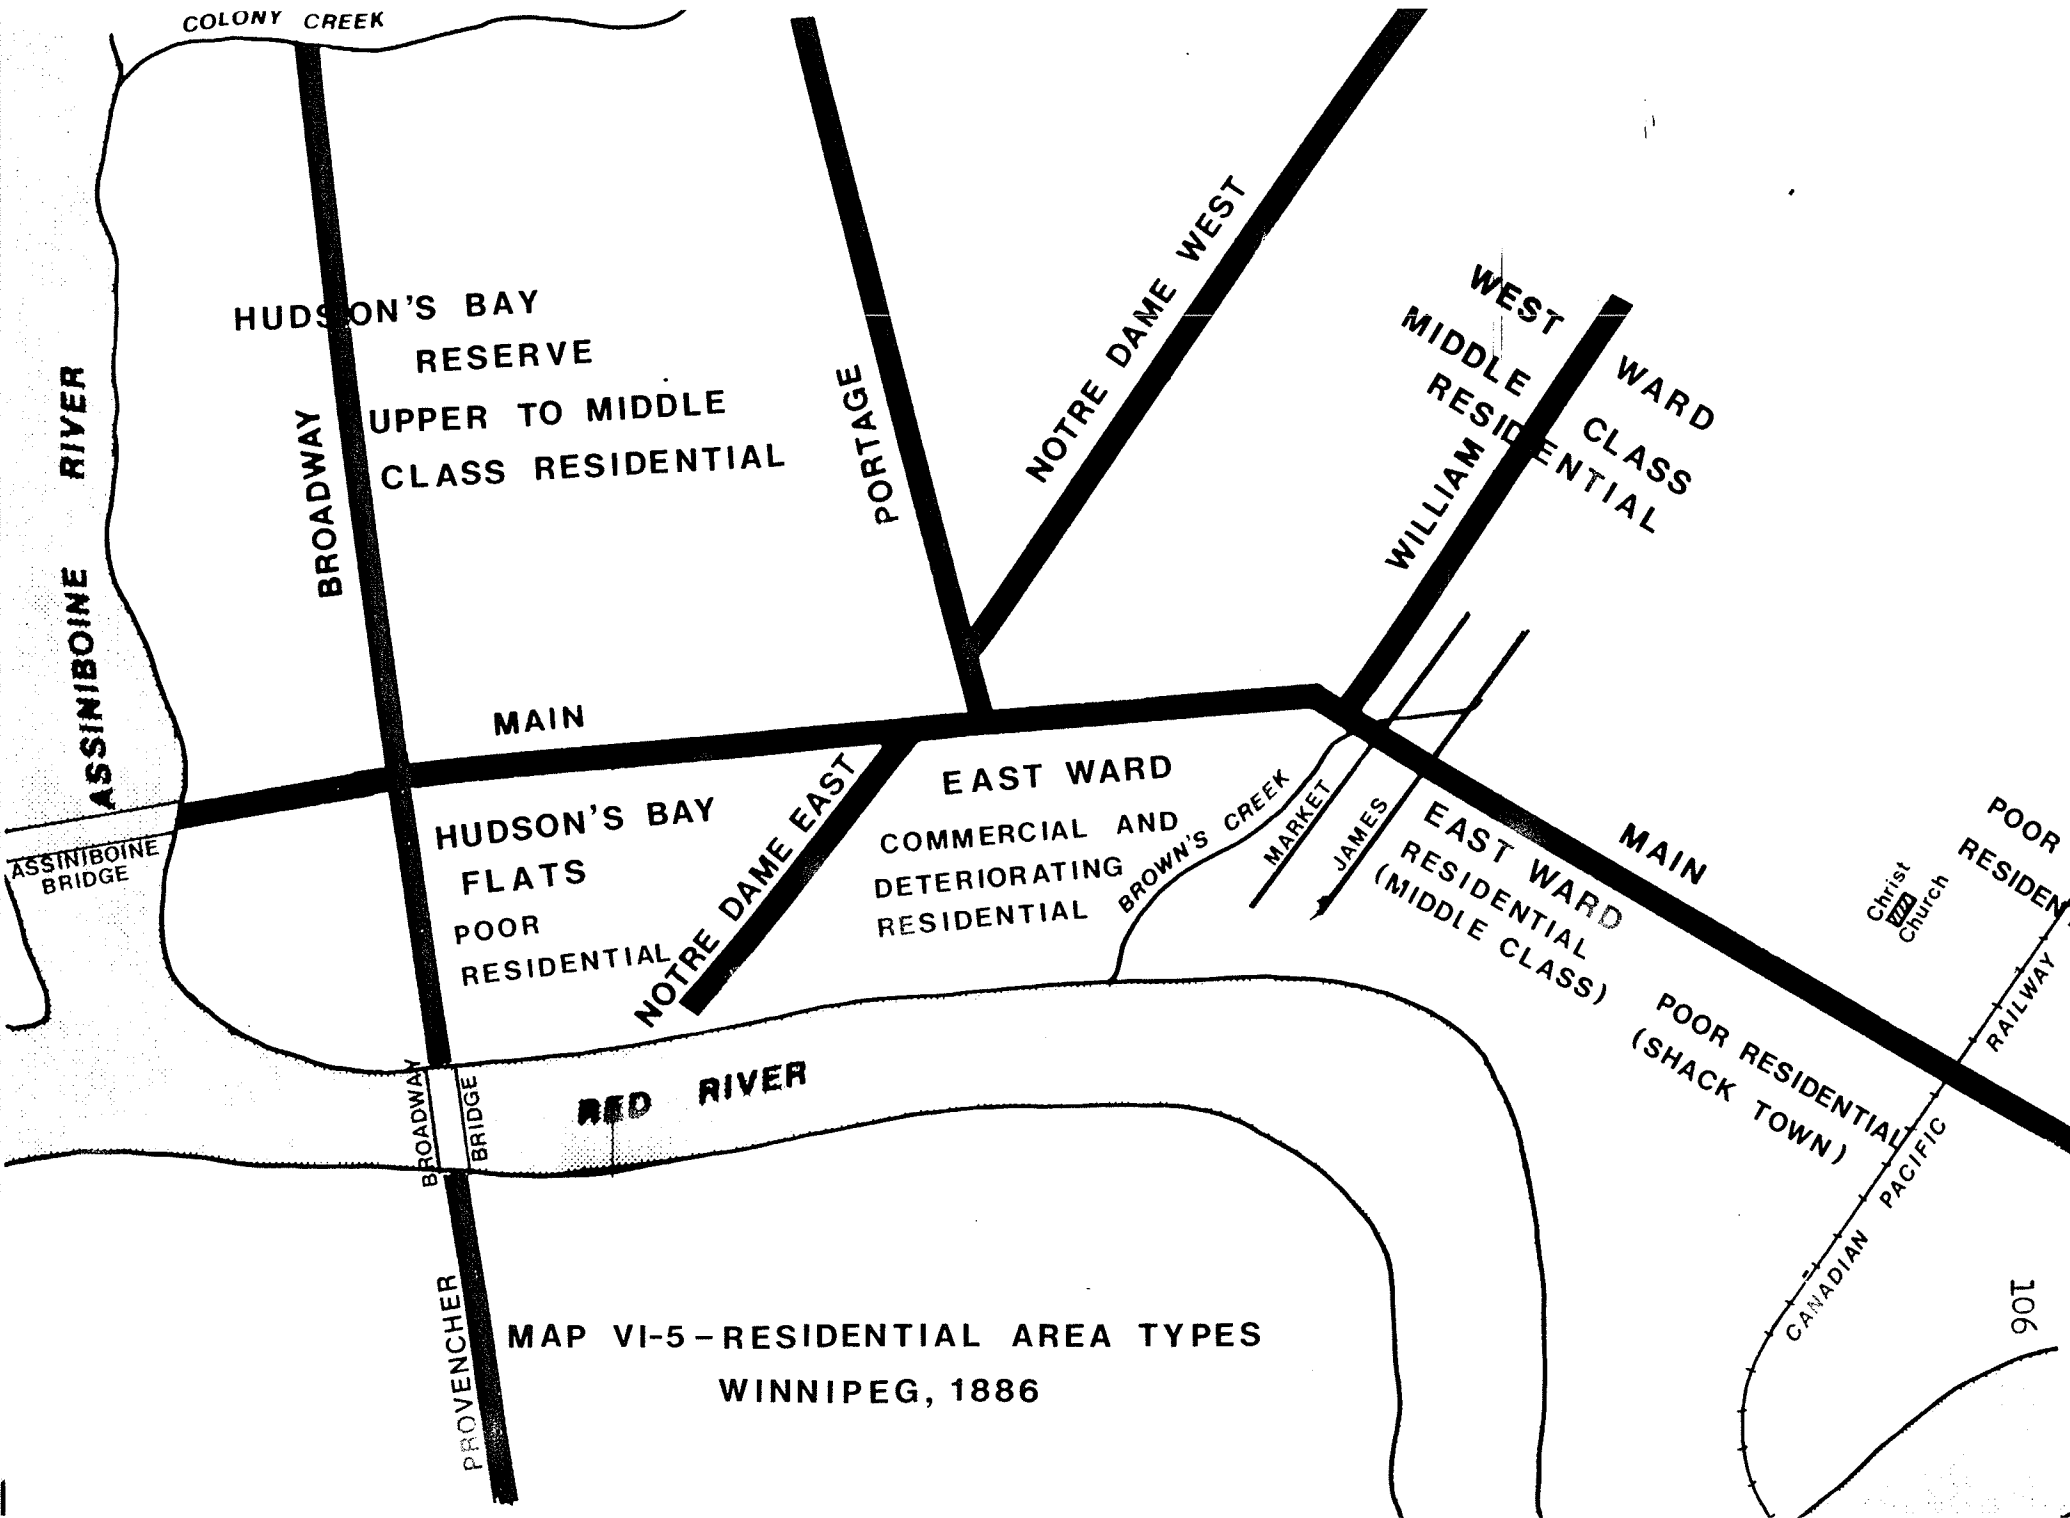 COLONY CREEK
HUDSON'S BAY
RESERVE
UPPER TO MIDDLE
CLASS RESIDENTIAL
BROADWAY
ASSINIBOINE RIVER
PORTAGE
NOTRE DAME WEST
WEST WARD
MIDDLE CLASS
RESIDENTIAL
WILLIAM
MAIN
ASSINIBOINE
BRIDGE
HUDSON'S BAY
FLATS
POOR
RESIDENTIAL
NOTRE DAME EAST
EAST WARD
COMMERCIAL AND
DETERIORATING
RESIDENTIAL
BROWN'S CREEK
MARKET
JAMES
EAST WARD
RESIDENTIAL
(MIDDLE CLASS)
MAIN
Christ
Church
POOR
RESIDEN
POOR RESIDENTIAL
(SHACK TOWN)
CANADIAN PACIFIC RAILWAY
BROADWAY
BRIDGE
RED RIVER
PROVENCHER
MAP VI-5-RESIDENTIAL AREA TYPES
WINNIPEG, 1886
106